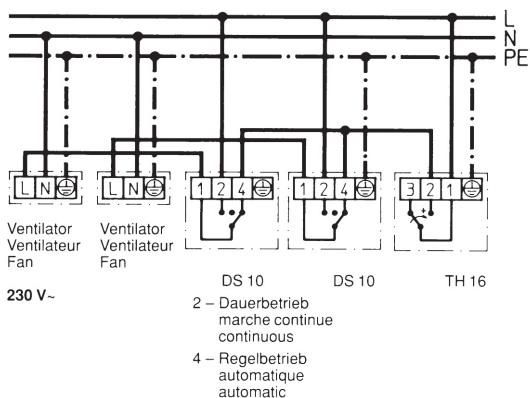 L
N
PE
L N
L N
1 2 4
1 2 4
3 2 1
+
Ventilator
Ventilateur
Fan
Ventilator
Ventilateur
Fan
230 V~
DS 10
DS 10
TH 16
2 – Dauerbetrieb
marche continue
continuous
4 – Regelbetrieb
automatique
automatic